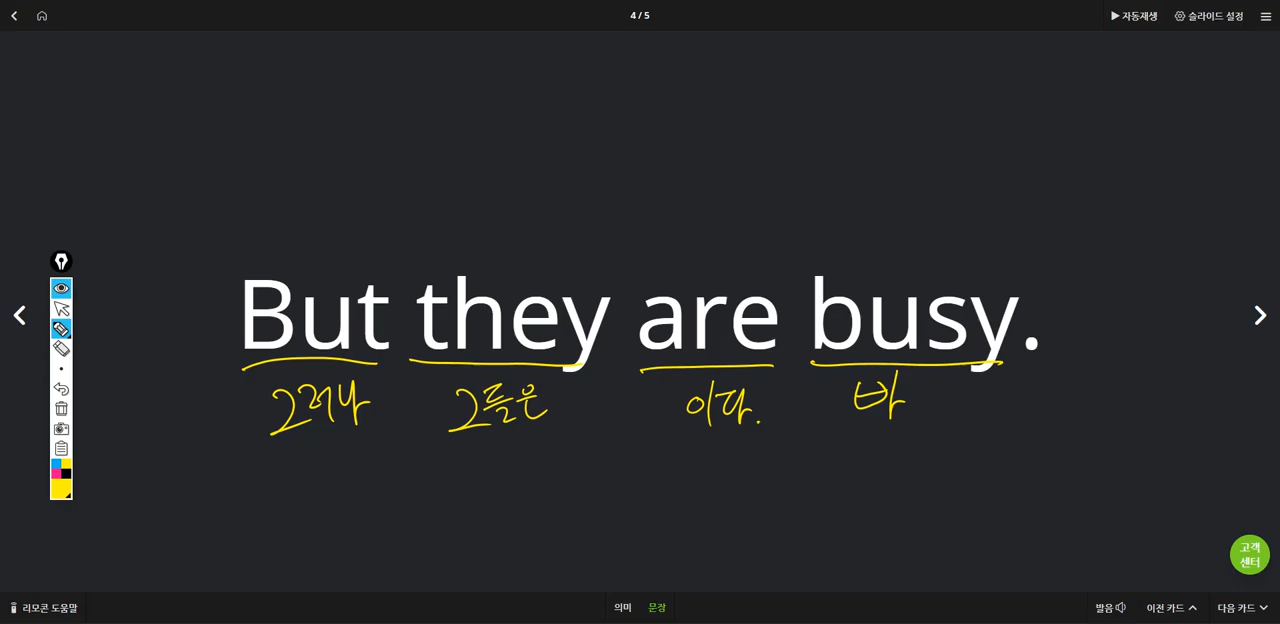 4 / 5
자동재생
슬라이드 설정
But they are busy.
그러나 그들은 이다. 바
고객
센터
리모콘 도움말
의미
문장
발음
이전 카드
다음 카드